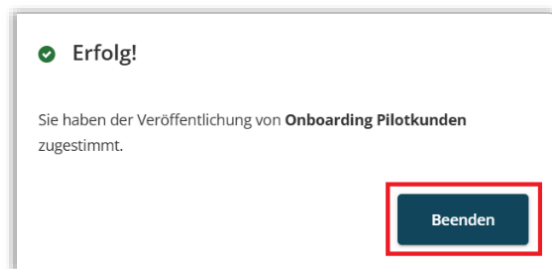 Erfolg!
Sie haben der Veröffentlichung von Onboarding Pilotkunden
zugestimmt.
Beenden